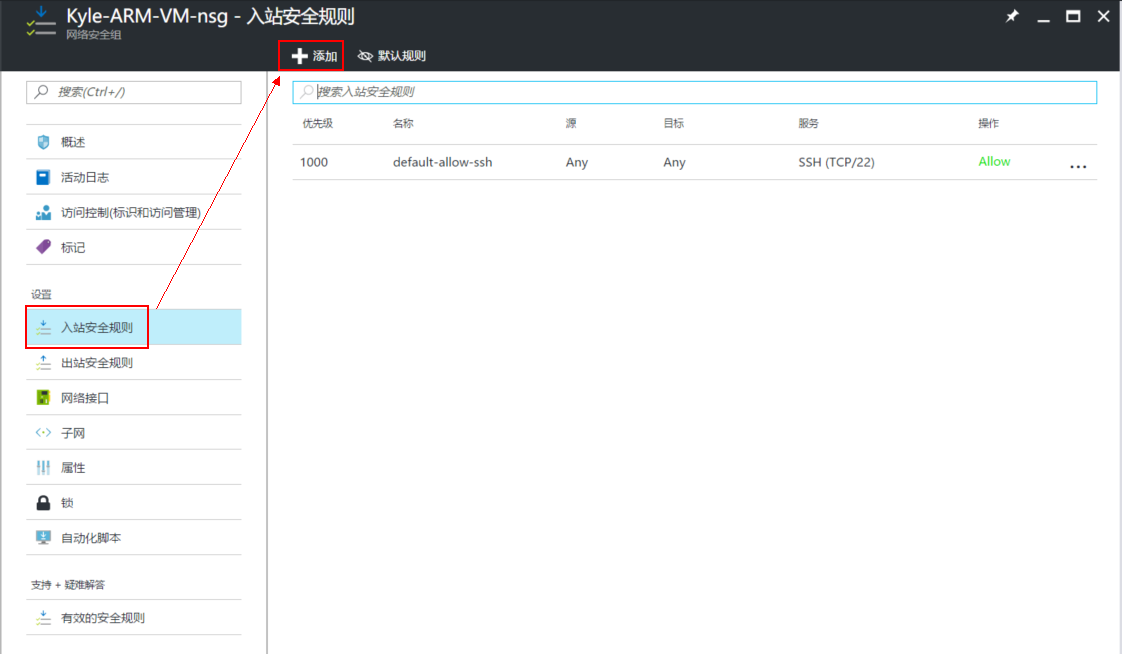 Kyle-ARM-VM-nsg - 入站安全规则
网络安全组
添加 默认规则
搜索(Ctrl+/)
概述
活动日志
访问控制(标识和访问管理)
标记
设置
入站安全规则
出站安全规则
网络接口
子网
属性
锁
自动化脚本
支持 + 疑难解答
有效的安全规则
搜索入站安全规则
优先级 名称 源 目标 服务 操作
1000 default-allow-ssh Any Any SSH (TCP/22) Allow ...